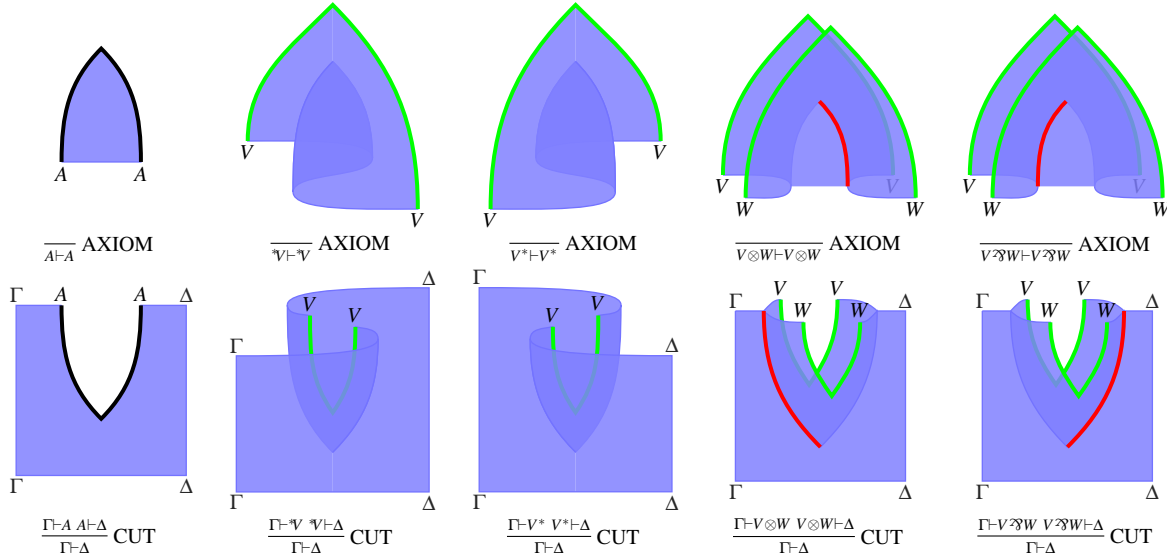 A A
V V
*V⊢*V AXIOM
V V
V*⊢V* AXIOM
V V
W W
V⊗W⊢V⊗W AXIOM
V V
W W
V⅋W⊢V⅋W AXIOM
A⊢A AXIOM
Γ A A Δ
Γ Δ
Γ⊢A A⊢Δ CUT
Γ⊢Δ
Δ
V V
Γ
Γ Δ
Γ⊢*V *V⊢Δ CUT
Γ⊢Δ
Γ
V V
Δ
Γ Δ
Γ⊢V* V*⊢Δ CUT
Γ⊢Δ
V V
Γ W W Δ
Γ Δ
Γ⊢V⊗W V⊗W⊢Δ CUT
Γ⊢Δ
V V
Γ W W Δ
Γ Δ
Γ⊢V⅋W V⅋W⊢Δ CUT
Γ⊢Δ